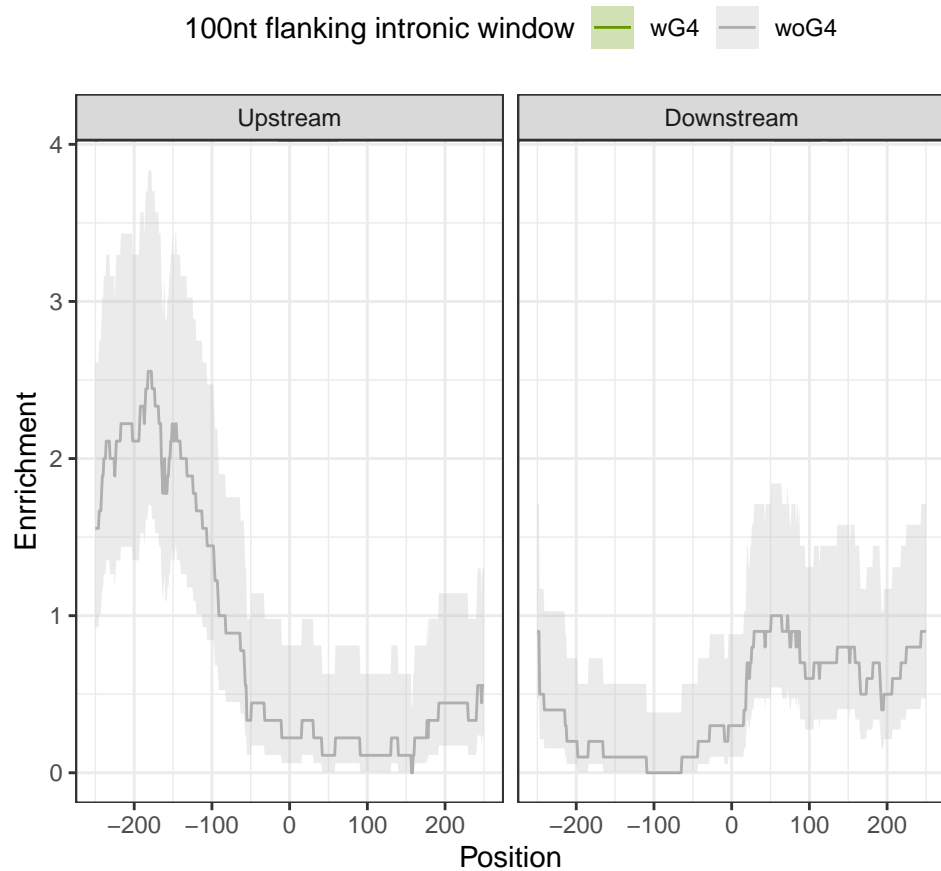 100nt flanking intronic window wG4 woG4
Upstream Downstream
4
3
2
1
0
Enrrichment
−200 −100 0 100 200 −200 −100 0 100 200
Position